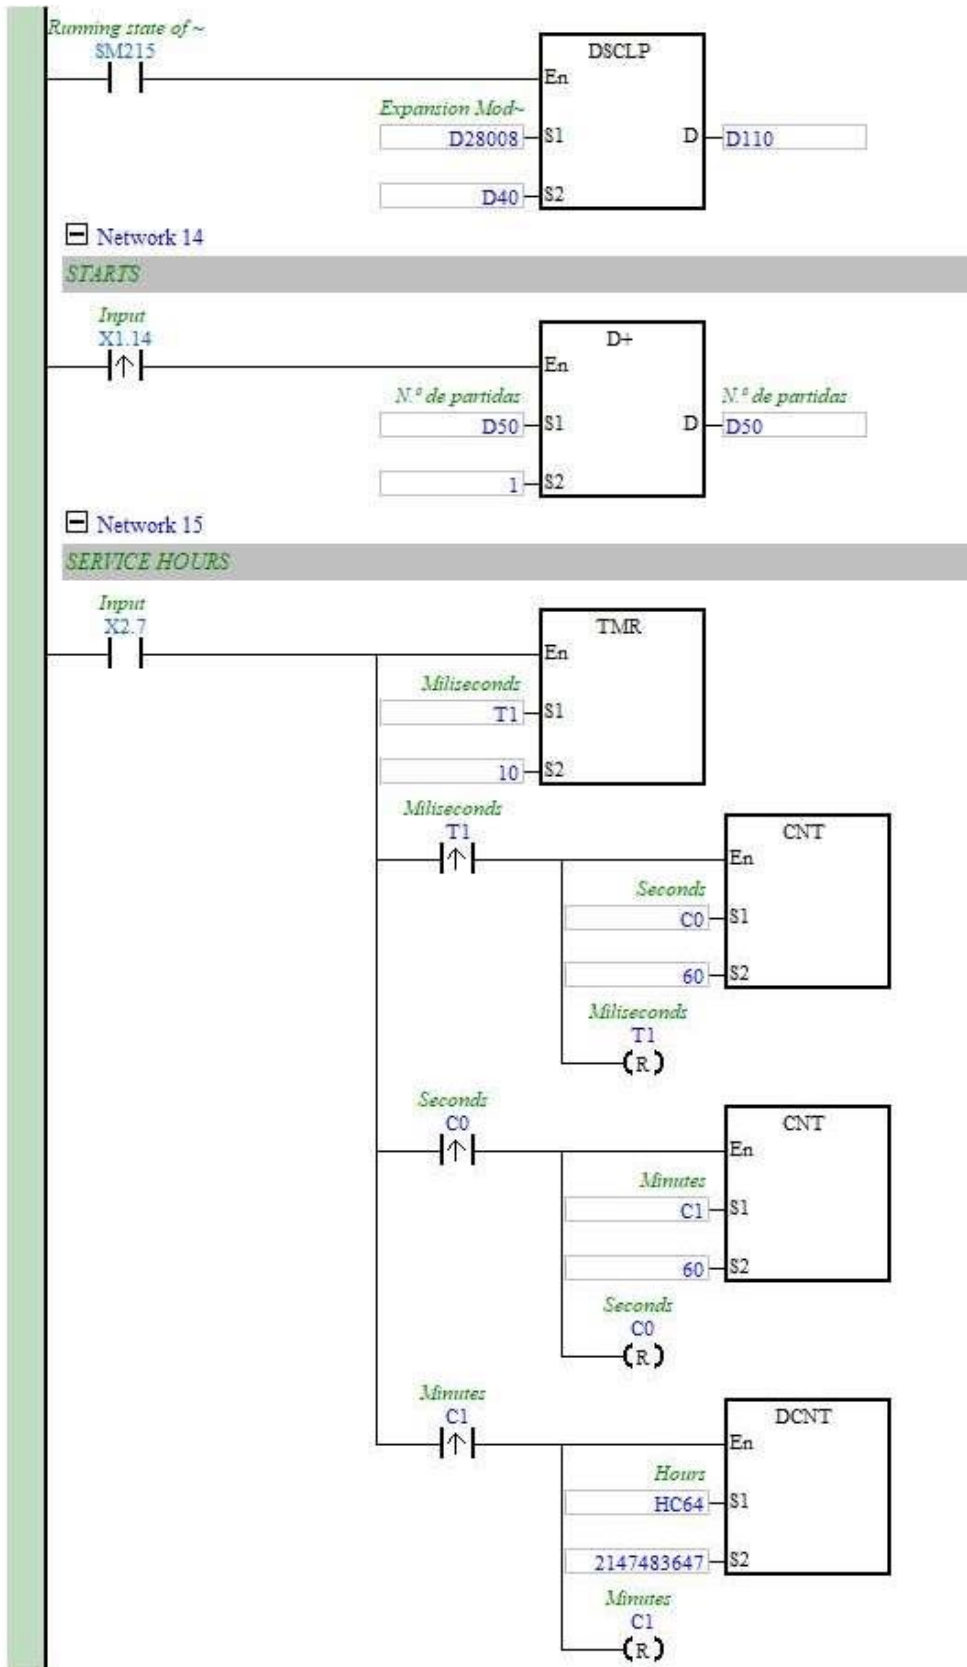 Running state of ~
SM215
DSCLP
En
Expansion Mod~
D28008 S1 D D110
D40 S2
Network 14
STARTS
Input
X1.14
D+
En
N.º de partidas N.º de partidas
D50 S1 D D50
1 S2
Network 15
SERVICE HOURS
Input
X2.7
TMR
En
Miliseconds
T1 S1
10 S2
Miliseconds
T1
CNT
En
Seconds
C0 S1
60 S2
Miliseconds
T1
R
Seconds
C0
CNT
En
Minutes
C1 S1
60 S2
Seconds
C0
R
Minutes
C1
DCNT
En
Hours
HC64 S1
2147483647 S2
Minutes
C1
R